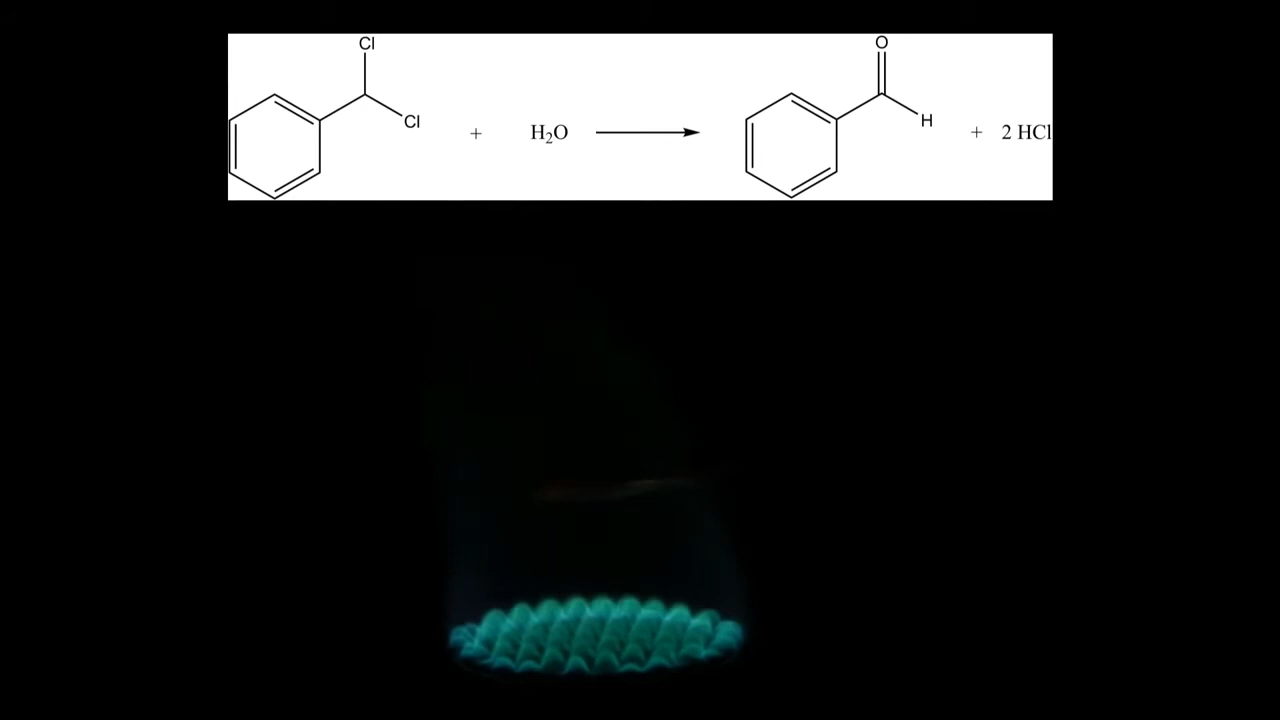 Cl
Cl
+ H₂O
O
H
+ 2 HCl